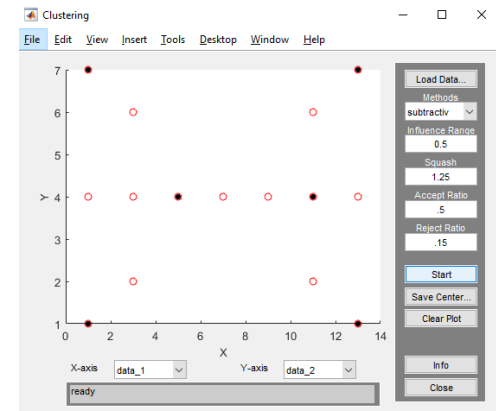 Clustering
File Edit View Insert Tools Desktop Window Help
7
6
5
4
3
2
1
Y
0 2 4 6 8 10 12 14
X
X-axis data_1 Y-axis data_2
ready
Load Data...
Methods
subtractiv
Influence Range
0.5
Squash
1.25
Accept Ratio
.5
Reject Ratio
.15
Start
Save Center...
Clear Plot
Info
Close